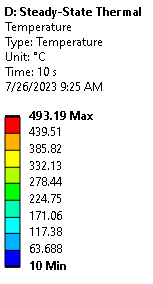 D: Steady-State Thermal
Temperature
Type: Temperature
Unit: °C
Time: 10 s
7/26/2023 9:25 AM
493.19 Max
439.51
385.82
332.13
278.44
224.75
171.06
117.38
63.688
10 Min